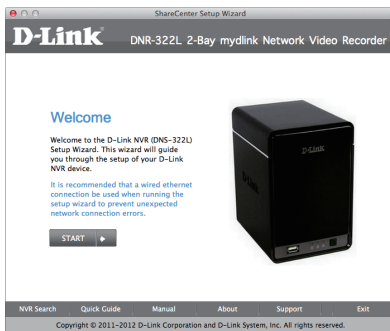 ShareCenter Setup Wizard
D-Link
DNR-322L 2-Bay mydlink Network Video Recorder
Welcome
Welcome to the D-Link NVR (DNS-322L)
Setup Wizard. This wizard will guide
you through the setup of your D-Link
NVR device.
It is recommended that a wired ethernet
connection be used when running the
setup wizard to prevent unexpected
network connection errors.
START
D-Link
D-Link
NVR Search Quick Guide Manual About Support Exit
Copyright © 2011-2012 D-Link Corporation and D-Link System, Inc. All rights reserved.